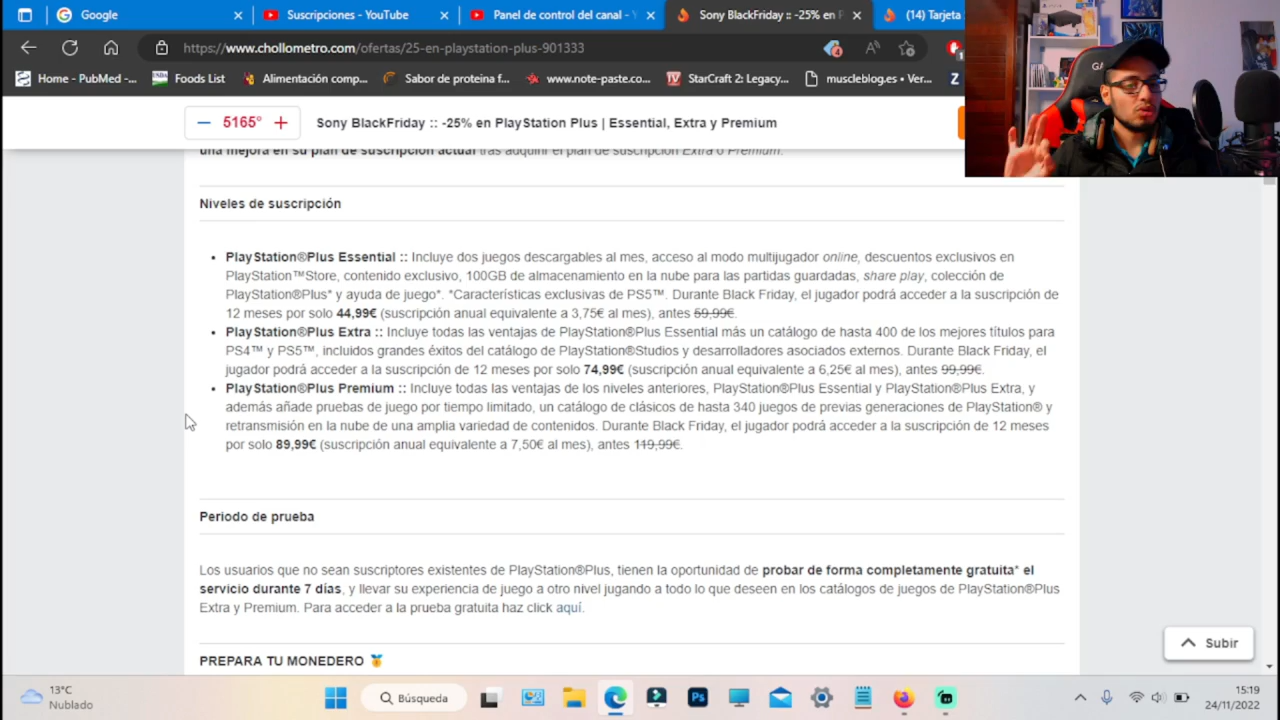 Google
Suscripciones - YouTube
Panel de control del canal - Y
Sony BlackFriday :: -25% en P
(14) Tarjeta
https://www.chollometro.com/ofertas/25-en-playstation-plus-901333
Home - PubMed -...
Foods List
Alimentación comp...
Sabor de proteina f...
www.note-paste.co...
StarCraft 2: Legacy...
muscleblog.es • Ver...
5165°
Sony BlackFriday :: -25% en PlayStation Plus | Essential, Extra y Premium
una mejora en su plan de suscripción actual tras adquirir el plan de suscripción Extra o Premium.
Niveles de suscripción
• PlayStation®Plus Essential :: Incluye dos juegos descargables al mes, acceso al modo multijugador online, descuentos exclusivos en
PlayStation™Store, contenido exclusivo, 100GB de almacenamiento en la nube para las partidas guardadas, share play, colección de
PlayStation®Plus* y ayuda de juego*. *Características exclusivas de PS5™. Durante Black Friday, el jugador podrá acceder a la suscripción de
12 meses por solo 44,99€ (suscripción anual equivalente a 3,75€ al mes), antes 59,99€.
• PlayStation®Plus Extra :: Incluye todas las ventajas de PlayStation®Plus Essential más un catálogo de hasta 400 de los mejores títulos para
PS4™ y PS5™, incluidos grandes éxitos del catálogo de PlayStation®Studios y desarrolladores asociados externos. Durante Black Friday, el
jugador podrá acceder a la suscripción de 12 meses por solo 74,99€ (suscripción anual equivalente a 6,25€ al mes), antes 99,99€.
• PlayStation®Plus Premium :: Incluye todas las ventajas de los niveles anteriores, PlayStation®Plus Essential y PlayStation®Plus Extra, y
además añade pruebas de juego por tiempo limitado, un catálogo de clásicos de hasta 340 juegos de previas generaciones de PlayStation® y
retransmisión en la nube de una amplia variedad de contenidos. Durante Black Friday, el jugador podrá acceder a la suscripción de 12 meses
por solo 89,99€ (suscripción anual equivalente a 7,50€ al mes), antes 119,99€.
Periodo de prueba
Los usuarios que no sean suscriptores existentes de PlayStation®Plus, tienen la oportunidad de probar de forma completamente gratuita* el
servicio durante 7 días, y llevar su experiencia de juego a otro nivel jugando a todo lo que deseen en los catálogos de juegos de PlayStation®Plus
Extra y Premium. Para acceder a la prueba gratuita haz click aquí.
Subir
PREPARA TU MONEDERO
13°C
Nublado
Búsqueda
15:19
24/11/2022